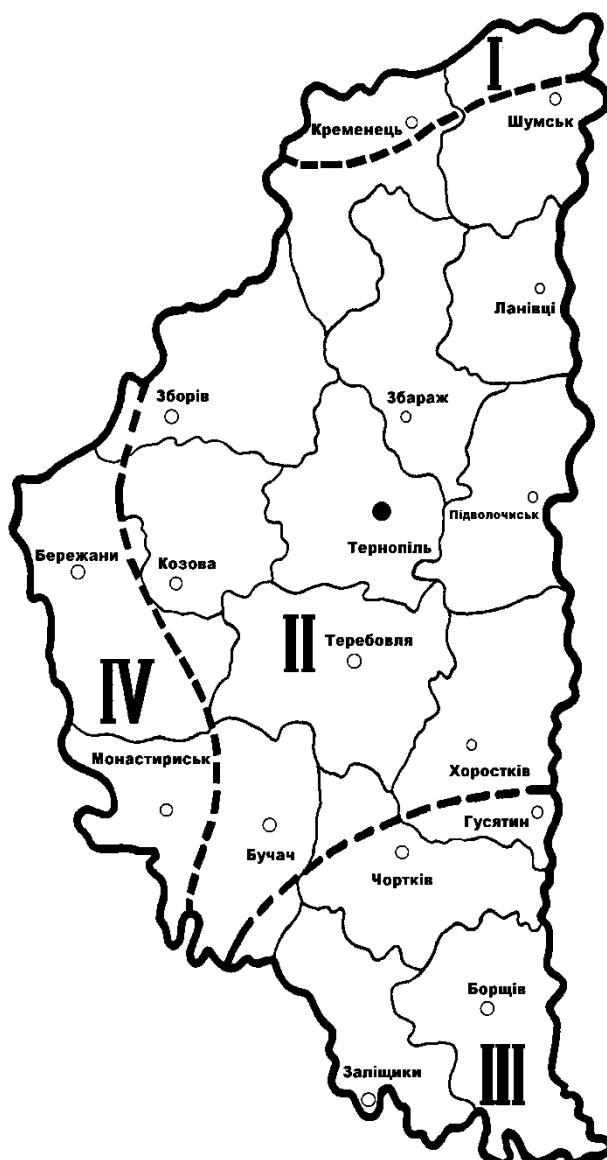 I
Кременець
Шумськ
Ланівці
Зборів
Збараж
Підволочиськ
Тернопіль
Бережани
Козова
II
Теребовля
IV
Монастириськ
Хоростків
Гусятин
Бучач
Чортків
Борщів
III
Заліщики